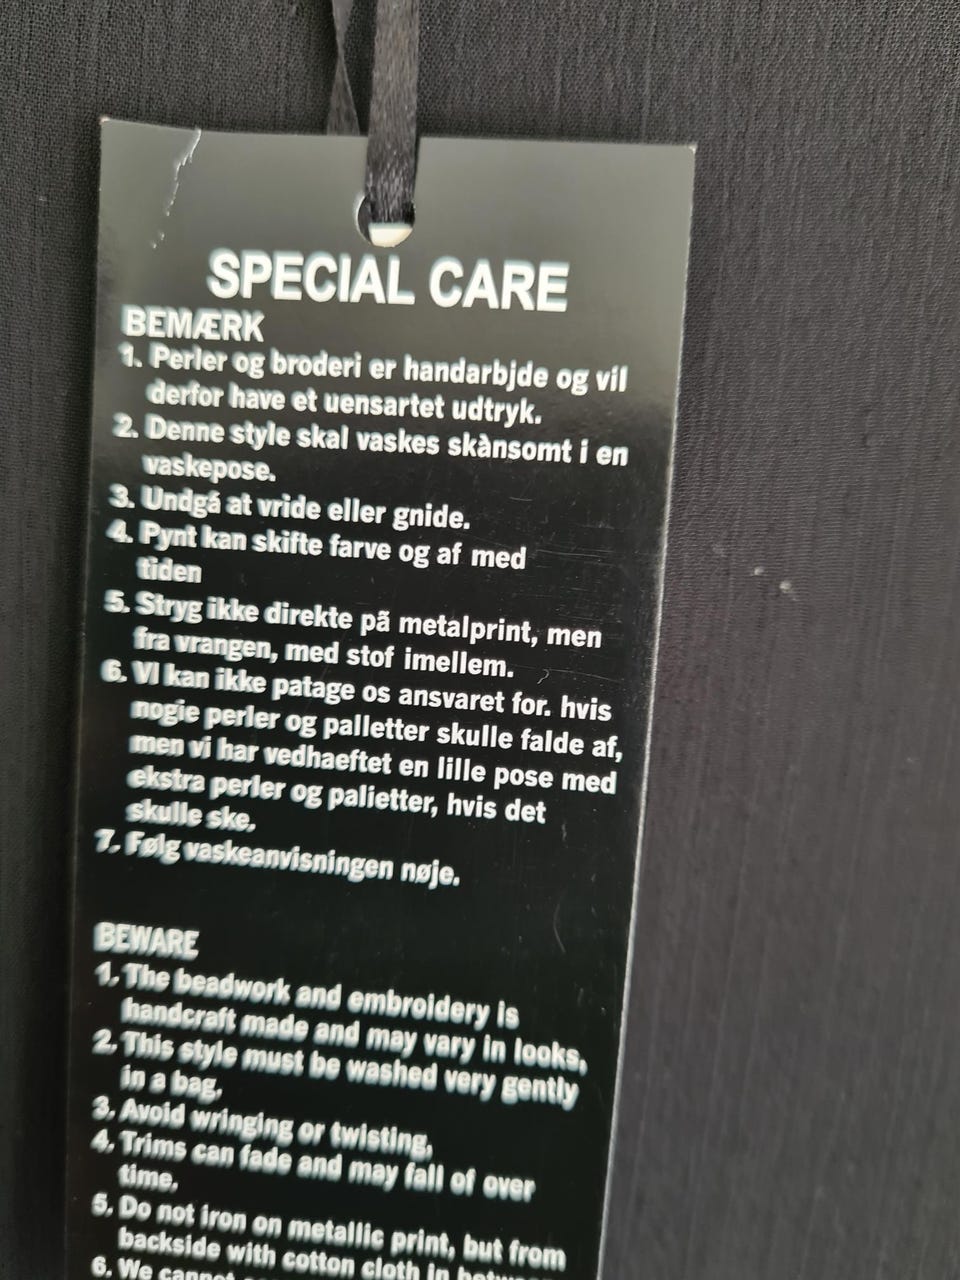 SPECIAL CARE
BEMÆRK
1. Perler og broderi er handarbjde og vil
derfor have et uensartet udtryk.
2. Denne style skal vaskes skànsomt i en
vaskepose.
3. Undgá at vride eller gnide.
4. Pynt kan skifte farve og af med
tiden
5. Stryg ikke direkte pã metalprint, men
fra vrangen, med stof imellem.
6. VI kan ikke patage os ansvaret for. hvis
nogie perler og palletter skulle falde af,
men vi har vedhaeftet en lille pose med
ekstra perler og palietter, hvis det
skulle ske.
7. Følg vaskeanvisningen nøje.
BEWARE
1. The beadwork and embroidery is
handcraft made and may vary in looks,
2. This style must be washed very gently
in a bag.
3. Avoid wringing or twisting,
4. Trims can fade and may fall of over
time.
5. Do not iron on metallic print, but from
backside with cotton cloth in
6. We